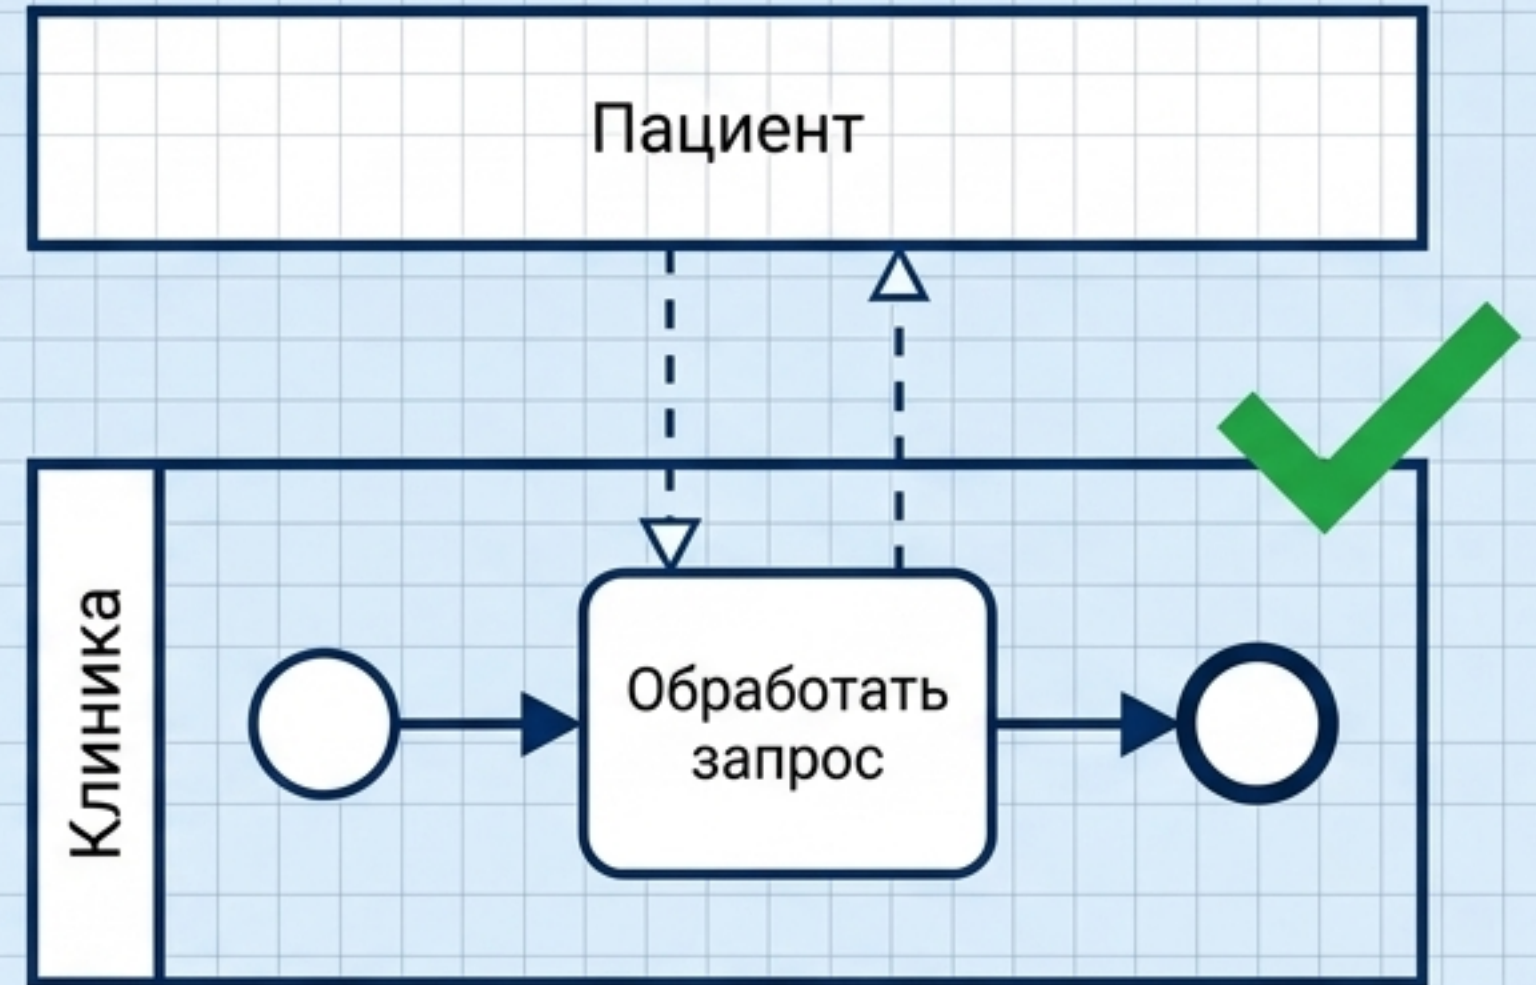 Пациент
Клиника
Обработать
запрос